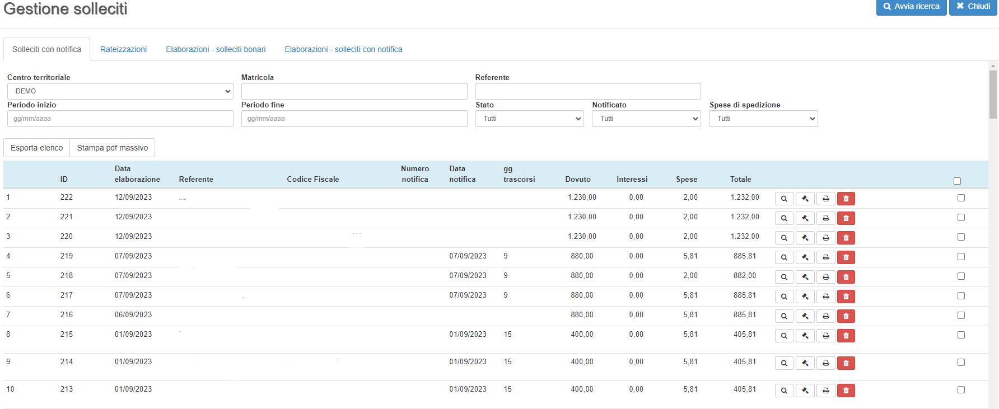 Gestione solleciti
Avvia ricerca
Chiudi
Solleciti con notifica
Rateizzazioni
Elaborazioni - solleciti bonari
Elaborazioni - solleciti con notifica
Centro territoriale
Matricola
Referente
DEMO
Periodo inizio
Periodo fine
Stato
Notificato
Spese di spedizione
gg/mm/aaaa
gg/mm/aaaa
Tutti
Tutti
Tutti
Esporta elenco
Stampa pdf massivo
ID
Data elaborazione
Referente
Codice Fiscale
Numero notifica
Data notifica
gg trascorsi
Dovuto
Interessi
Spese
Totale
1 222 12/09/2023 1.230,00 0,00 2,00 1.232,00
2 221 12/09/2023 1.230,00 0,00 2,00 1.232,00
3 220 12/09/2023 1.230,00 0,00 2,00 1.232,00
4 219 07/09/2023 07/09/2023 9 880,00 0,00 5,81 885,81
5 218 07/09/2023 07/09/2023 9 880,00 0,00 2,00 882,00
6 217 07/09/2023 07/09/2023 9 880,00 0,00 5,81 885,81
7 216 06/09/2023 880,00 0,00 5,81 885,81
8 215 01/09/2023 01/09/2023 15 400,00 0,00 5,81 405,81
9 214 01/09/2023 01/09/2023 15 400,00 0,00 5,81 405,81
10 213 01/09/2023 01/09/2023 15 400,00 0,00 5,81 405,81